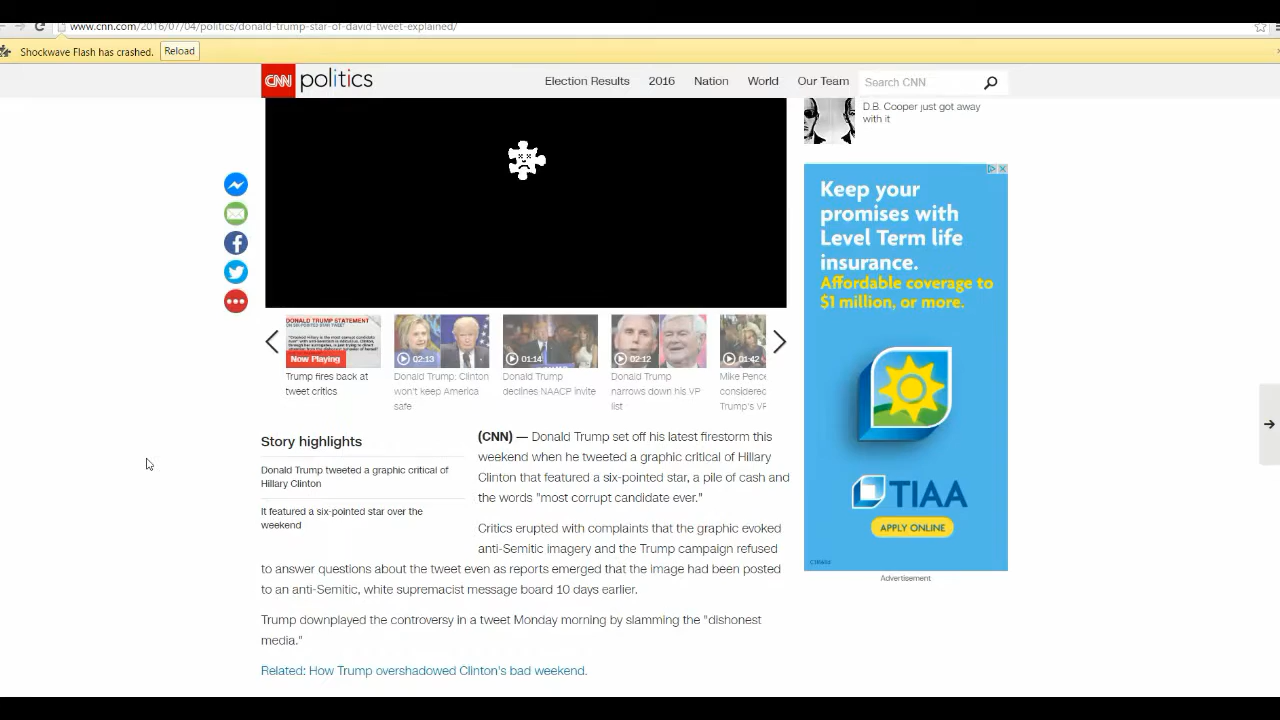 www.cnn.com/2016/07/04/politics/donald-trump-star-of-david-tweet-explained/
Shockwave Flash has crashed. Reload
CNN politics Election Results 2016 Nation World Our Team Search CNN
D.B. Cooper just got away
with it
Keep your
promises with
Level Term life
insurance.
Affordable coverage to
$1 million, or more.
TIAA
APPLY ONLINE
Advertisement
DONALD TRUMP STATEMENT
Now Playing 02:13 01:14 02:12 01:42
Trump fires back at
tweet critics
Donald Trump: Clinton
won't keep America
safe
Donald Trump
declines NAACP invite
Donald Trump
narrows down his VP
list
Mike Pence
considered
Trump's VP
Story highlights
Donald Trump tweeted a graphic critical of
Hillary Clinton
It featured a six-pointed star over the
weekend
(CNN) — Donald Trump set off his latest firestorm this
weekend when he tweeted a graphic critical of Hillary
Clinton that featured a six-pointed star, a pile of cash and
the words "most corrupt candidate ever."
Critics erupted with complaints that the graphic evoked
anti-Semitic imagery and the Trump campaign refused
to answer questions about the tweet even as reports emerged that the image had been posted
to an anti-Semitic, white supremacist message board 10 days earlier.
Trump downplayed the controversy in a tweet Monday morning by slamming the "dishonest
media."
Related: How Trump overshadowed Clinton's bad weekend.